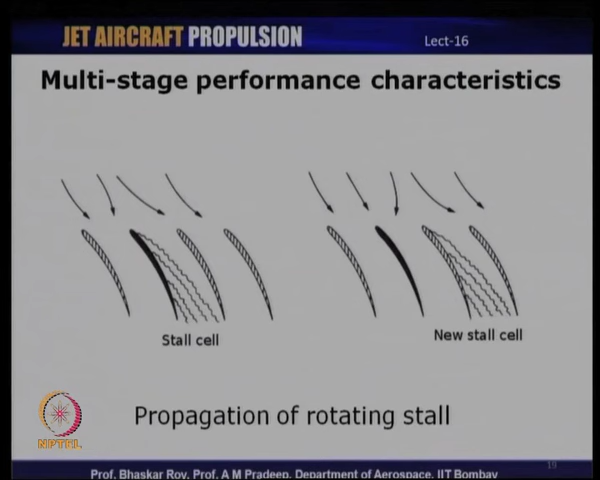 JET AIRCRAFT PROPULSION
Lect-16
Multi-stage performance characteristics
Stall cell
New stall cell
Propagation of rotating stall
NPTEL
19
Prof. Bhaskar Roy, Prof. A M Pradeep, Department of Aerospace, IIT Bombay